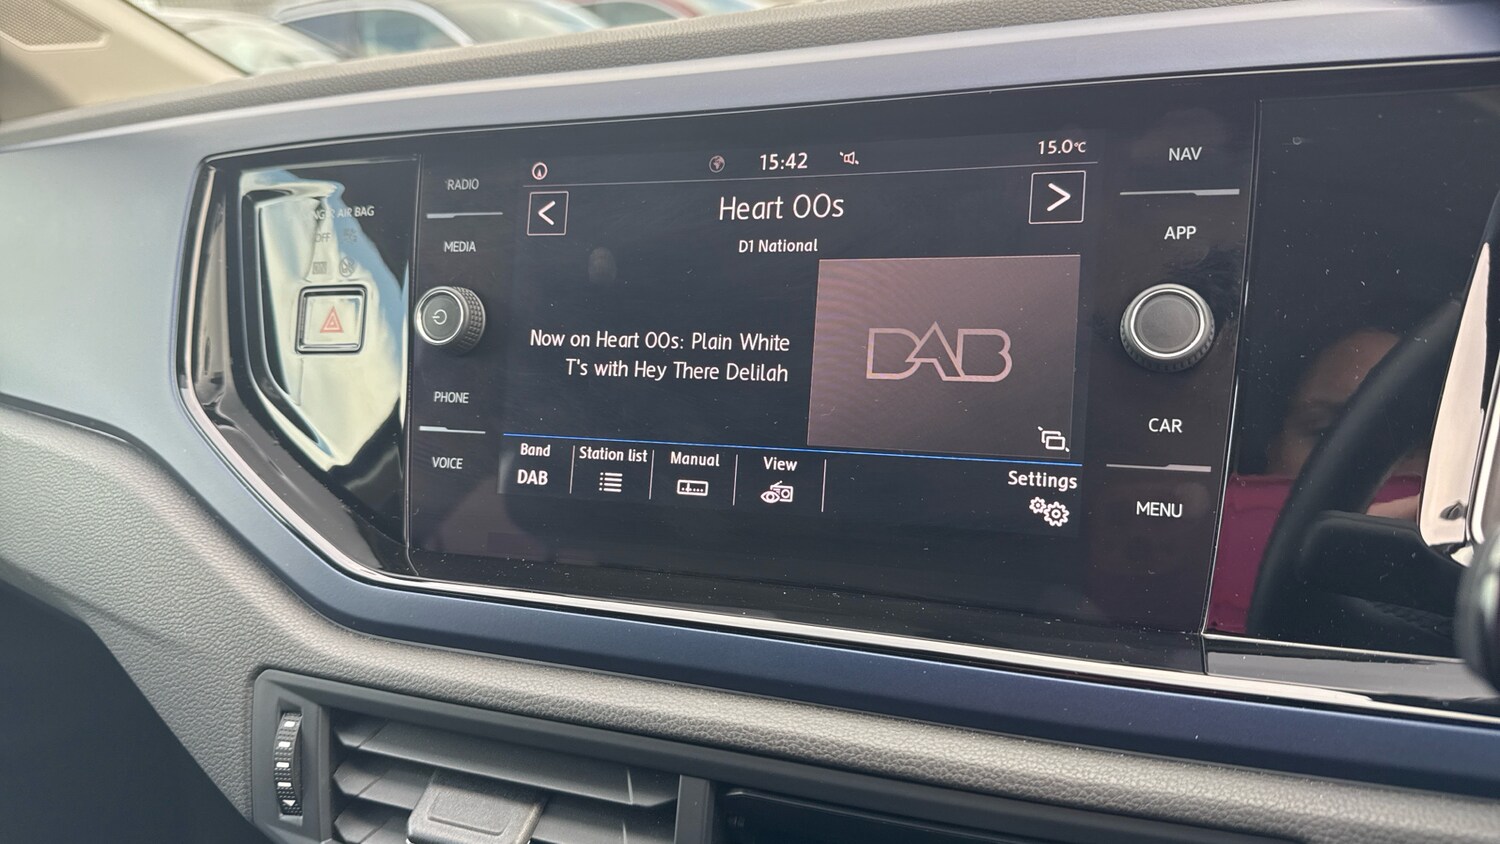 AIR BAG
OFF
RADIO
MEDIA
PHONE
VOICE
15:42
15.0°C
<
Heart 00s
>
D1 National
Now on Heart 00s: Plain White
T's with Hey There Delilah
DAB
Band
DAB
Station list
Manual
View
Settings
NAV
APP
CAR
MENU